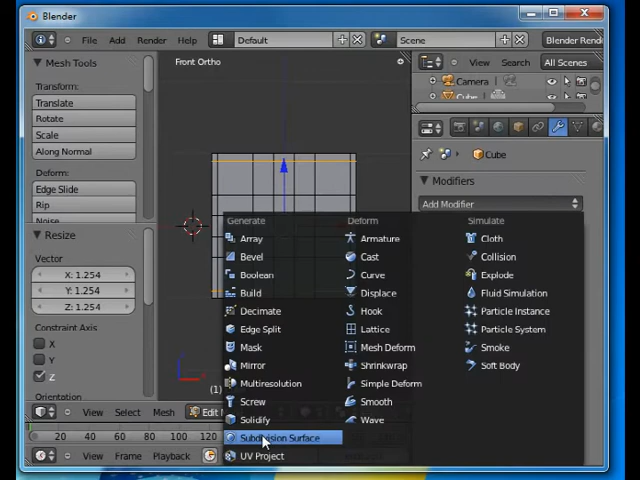 Blender
File Add Render Help Default Scene Blender Rend
Mesh Tools
Transform:
Translate
Rotate
Scale
Along Normal
Deform:
Edge Slide
Rip
Noise
Resize
Vector
X: 1.254
Y: 1.254
Z: 1.254
Constraint Axis
X
Y
Z
Orientation
Front Ortho
(1)
View Search All Scenes
Camera
Cube
Cube
Modifiers
Add Modifier
Generate
Array
Bevel
Boolean
Build
Decimate
Edge Split
Mask
Mirror
Multiresolution
Screw
Solidify
Subdivision Surface
UV Project
Deform
Armature
Cast
Curve
Displace
Hook
Lattice
Mesh Deform
Shrinkwrap
Simple Deform
Smooth
Wave
Simulate
Cloth
Collision
Explode
Fluid Simulation
Particle Instance
Particle System
Smoke
Soft Body
View Select Mesh Edit
20 40 60 80 100 120
View Frame Playback